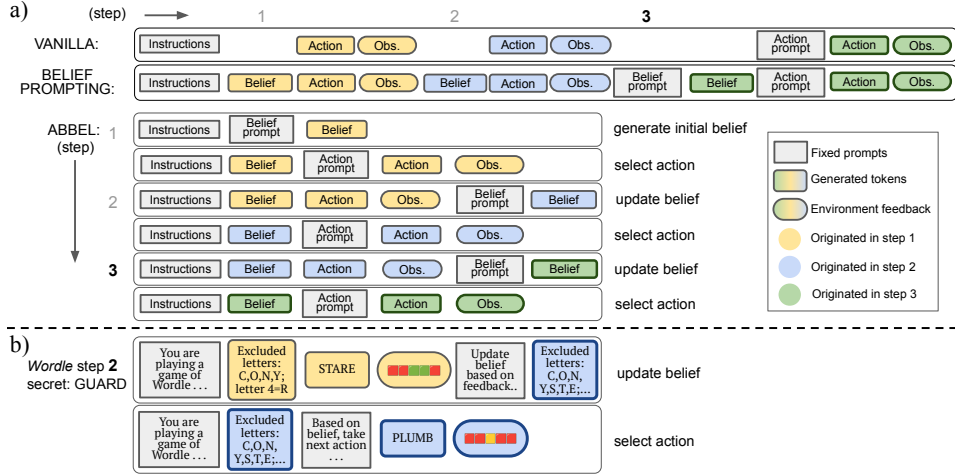 a)
(step)
1
2
3
VANILLA:
Instructions
Action
Obs.
Action
Obs.
Action
prompt
Action
Obs.
BELIEF
PROMPTING:
Instructions
Belief
Action
Obs.
Belief
Action
Obs.
Belief
prompt
Belief
Action
prompt
Action
Obs.
ABBEL:
(step)
1
Instructions
Belief
prompt
Belief
generate initial belief
Instructions
Belief
Action
prompt
Action
Obs.
select action
2
Instructions
Belief
Action
Obs.
Belief
prompt
Belief
update belief
Instructions
Belief
Action
prompt
Action
Obs.
select action
3
Instructions
Belief
Action
Obs.
Belief
prompt
Belief
update belief
Instructions
Belief
Action
prompt
Action
Obs.
select action
Fixed prompts
Generated tokens
Environment feedback
Originated in step 1
Originated in step 2
Originated in step 3
b)
Wordle step 2
secret: GUARD
You are
playing a
game of
Wordle . . .
Excluded
letters:
C,O,N,Y;
letter 4=R
STARE
Update
belief
based on
feedback..
Excluded
letters:
C,O,N,
Y,S,T,E;...
update belief
You are
playing a
game of
Wordle . . .
Excluded
letters:
C,O,N,
Y,S,T,E;...
Based on
belief, take
next action
. . .
PLUMB
select action